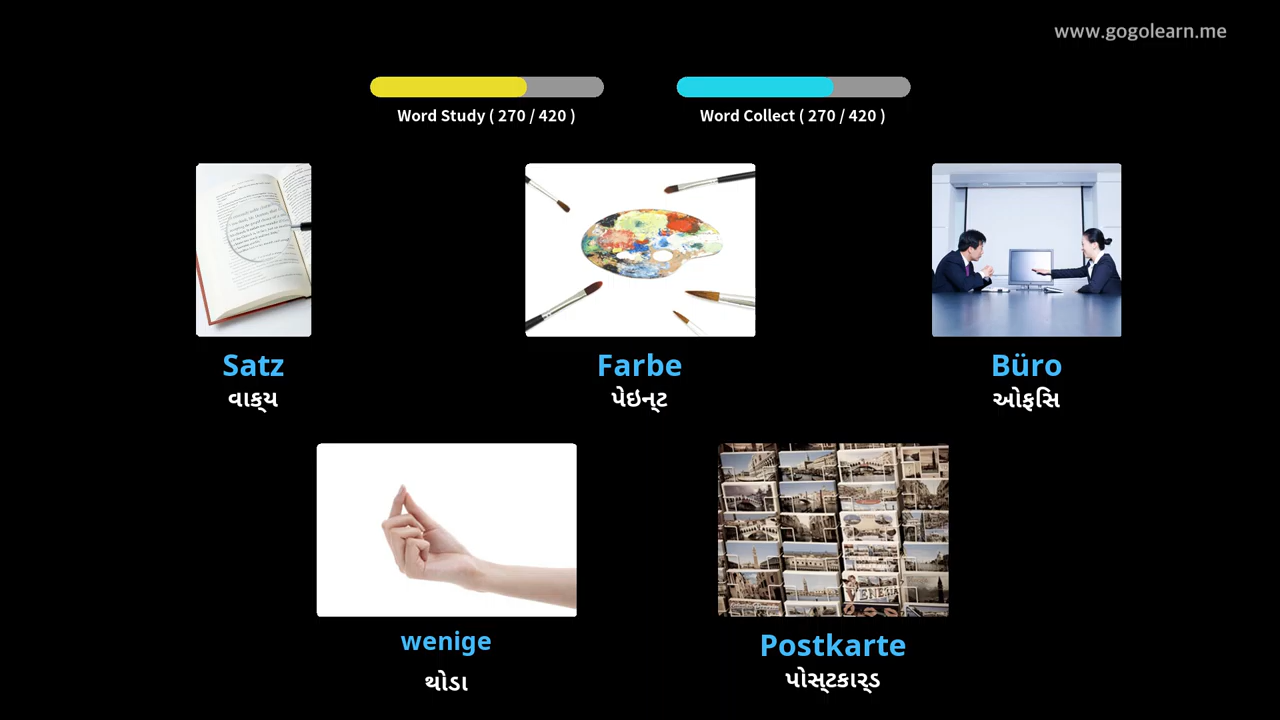 www.gogolearn.me
Word Study ( 270 / 420 )
Word Collect ( 270 / 420 )
Satz
વાક્ય
Farbe
પેઇન્ટ
Büro
ઓફિસ
wenige
થોડા
Postkarte
પોસ્ટકાર્ડ